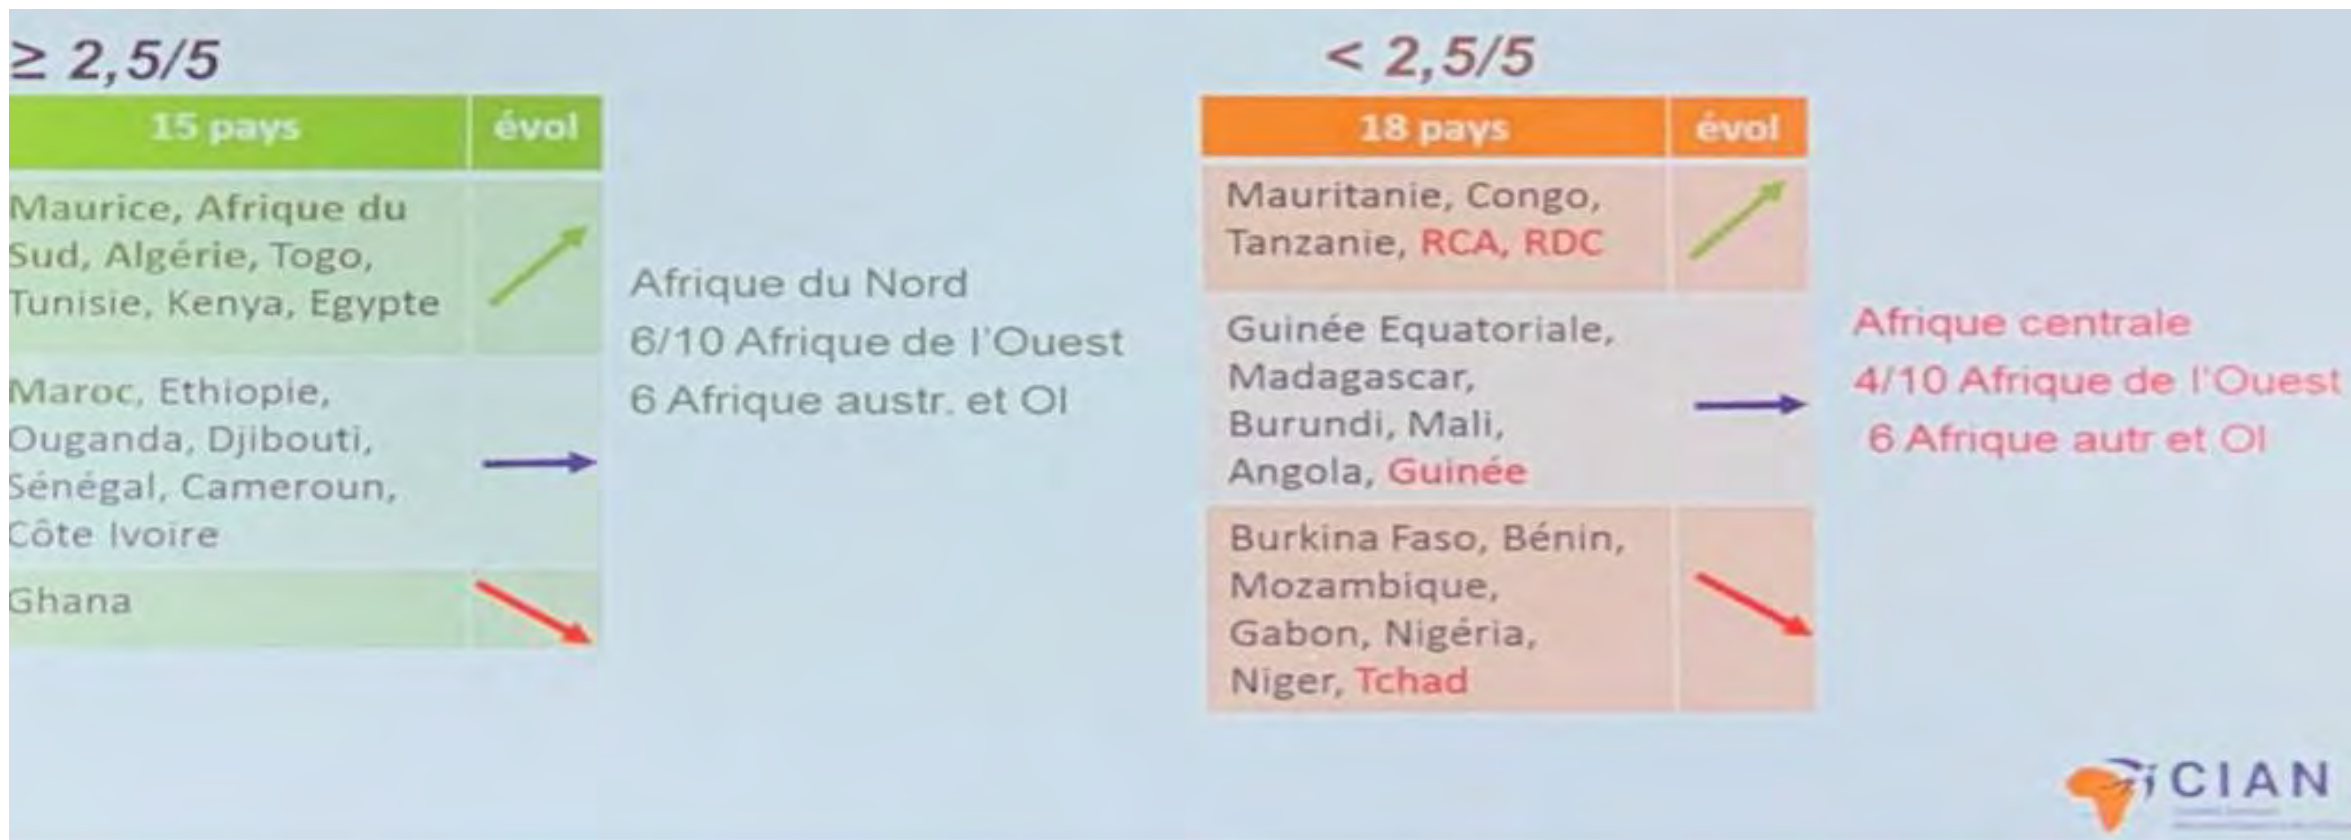 ≥ 2,5/5
15 pays évol
Maurice, Afrique du
Sud, Algérie, Togo,
Tunisie, Kenya, Egypte
Maroc, Ethiopie,
Ouganda, Djibouti,
Sénégal, Cameroun,
Côte Ivoire
Ghana
Afrique du Nord
6/10 Afrique de l'Ouest
6 Afrique austr. et OI
< 2,5/5
18 pays évol
Mauritanie, Congo,
Tanzanie, RCA, RDC
Guinée Equatoriale,
Madagascar,
Burundi, Mali,
Angola, Guinée
Burkina Faso, Bénin,
Mozambique,
Gabon, Nigéria,
Niger, Tchad
Afrique centrale
4/10 Afrique de l'Ouest
6 Afrique autr et OI
CIAN